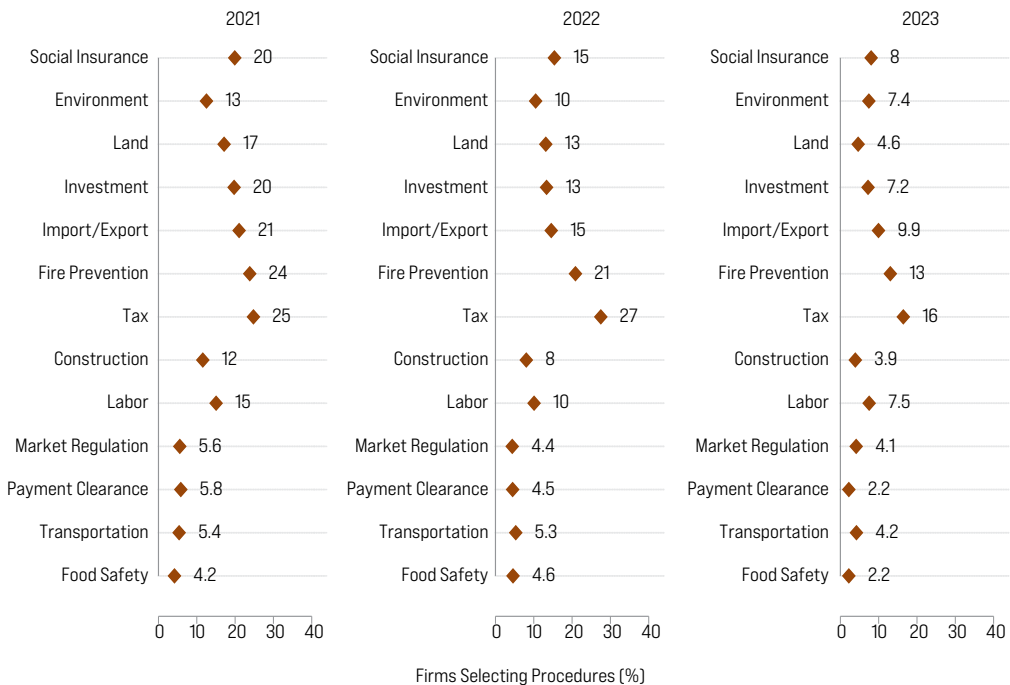 2021
Social Insurance 20
Environment 13
Land 17
Investment 20
Import/Export 21
Fire Prevention 24
Tax 25
Construction 12
Labor 15
Market Regulation 5.6
Payment Clearance 5.8
Transportation 5.4
Food Safety 4.2
0 10 20 30 40
2022
Social Insurance 15
Environment 10
Land 13
Investment 13
Import/Export 15
Fire Prevention 21
Tax 27
Construction 8
Labor 10
Market Regulation 4.4
Payment Clearance 4.5
Transportation 5.3
Food Safety 4.6
0 10 20 30 40
2023
Social Insurance 8
Environment 7.4
Land 4.6
Investment 7.2
Import/Export 9.9
Fire Prevention 13
Tax 16
Construction 3.9
Labor 7.5
Market Regulation 4.1
Payment Clearance 2.2
Transportation 4.2
Food Safety 2.2
0 10 20 30 40
Firms Selecting Procedures (%)